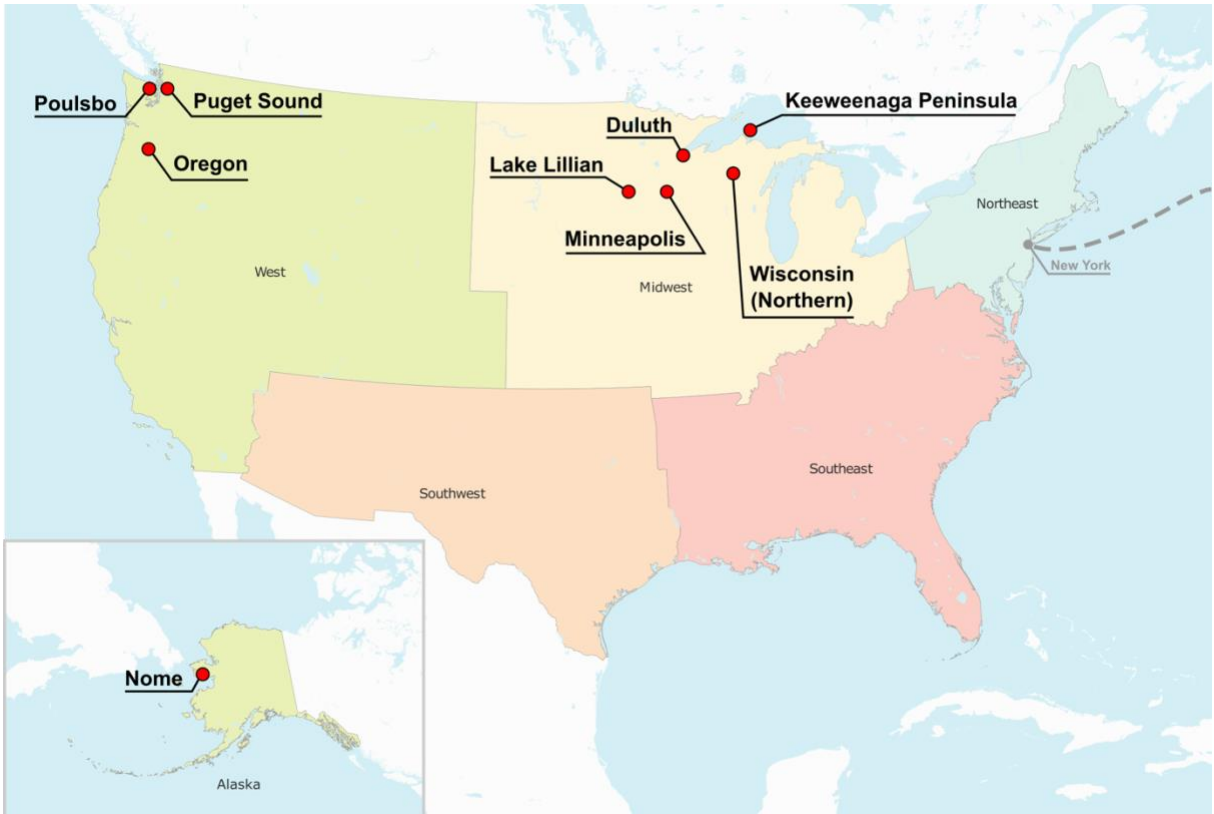 Keeweenaga Peninsula
Poulsbo
Puget Sound
Duluth
Oregon
Lake Lillian
Northeast
Minneapolis
New York
West
Wisconsin
(Northern)
Midwest
Southeast
Southwest
Nome
Alaska